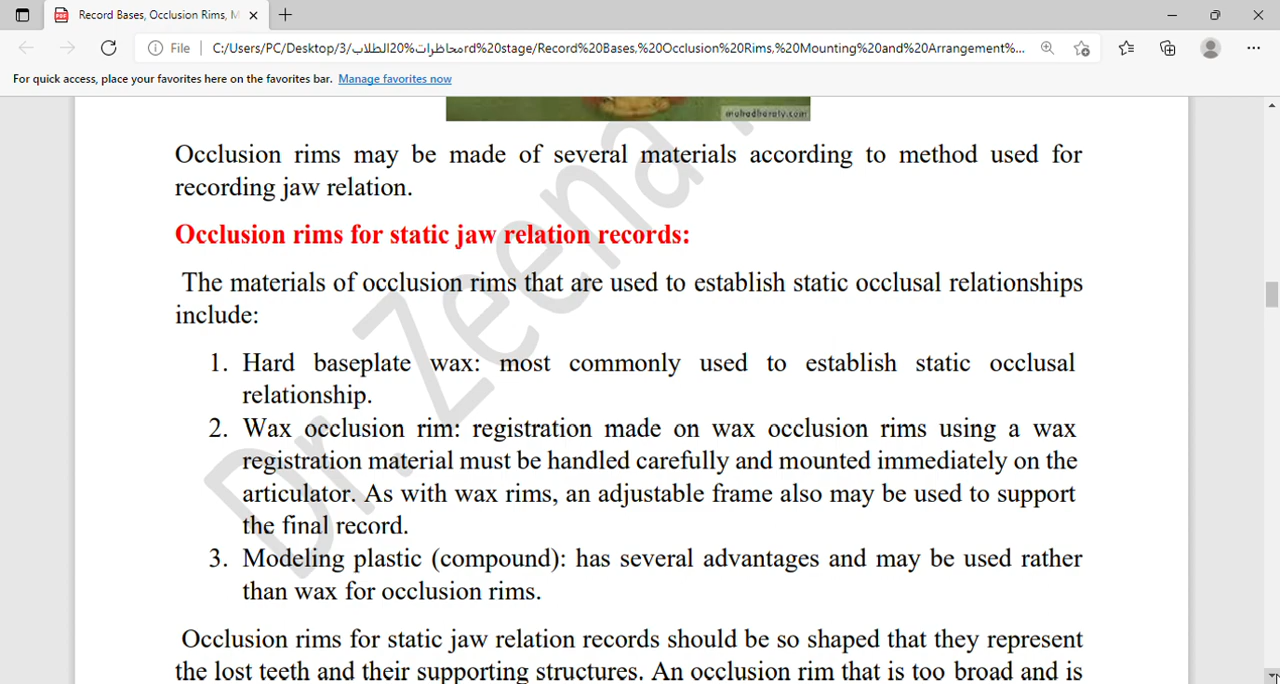 Record Bases, Occlusion Rims, M
File
C:/Users/PC/Desktop/3/محاظرات%20الطلابrd%20stage/Record%20Bases,%20Occlusion%20Rims,%20Mounting%20and%20Arrangement%...
For quick access, place your favorites here on the favorites bar. Manage favorites now
mohadharaty.com
Occlusion rims may be made of several materials according to method used for
recording jaw relation.
Occlusion rims for static jaw relation records:
The materials of occlusion rims that are used to establish static occlusal relationships
include:
1. Hard baseplate wax: most commonly used to establish static occlusal
relationship.
2. Wax occlusion rim: registration made on wax occlusion rims using a wax
registration material must be handled carefully and mounted immediately on the
articulator. As with wax rims, an adjustable frame also may be used to support
the final record.
3. Modeling plastic (compound): has several advantages and may be used rather
than wax for occlusion rims.
Occlusion rims for static jaw relation records should be so shaped that they represent
the lost teeth and their supporting structures. An occlusion rim that is too broad and is
Dr. Zeena